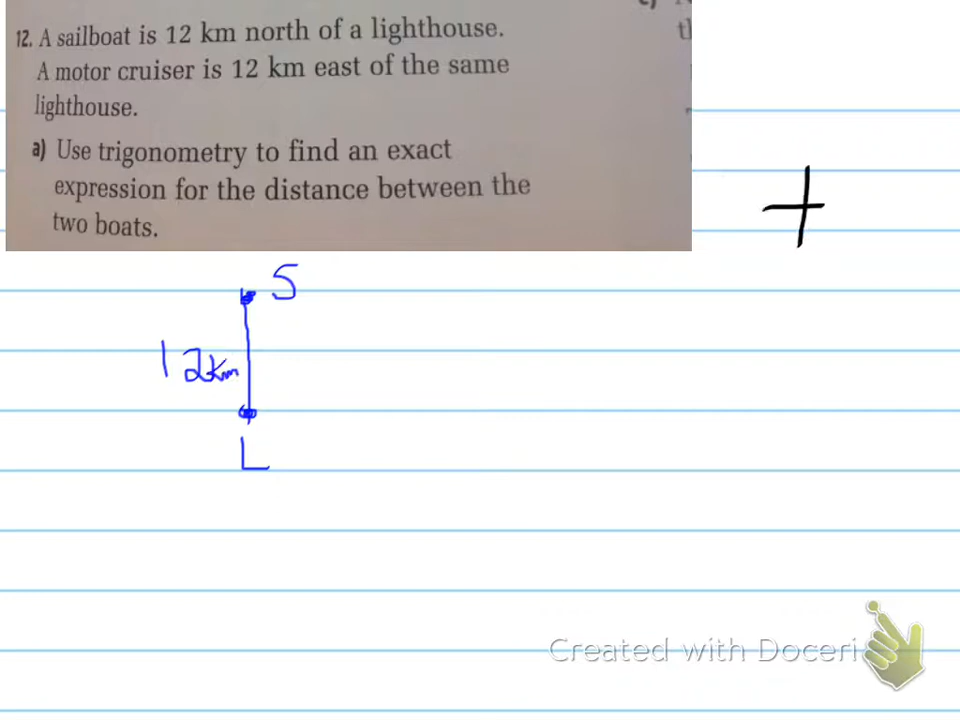 12. A sailboat is 12 km north of a lighthouse.
A motor cruiser is 12 km east of the same
lighthouse.
a) Use trigonometry to find an exact
expression for the distance between the
two boats.
S
12km
L
Created with Doceri